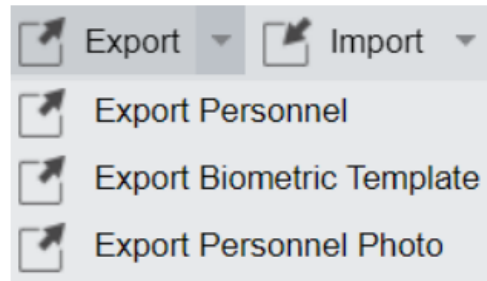 Export Import
Export Personnel
Export Biometric Template
Export Personnel Photo